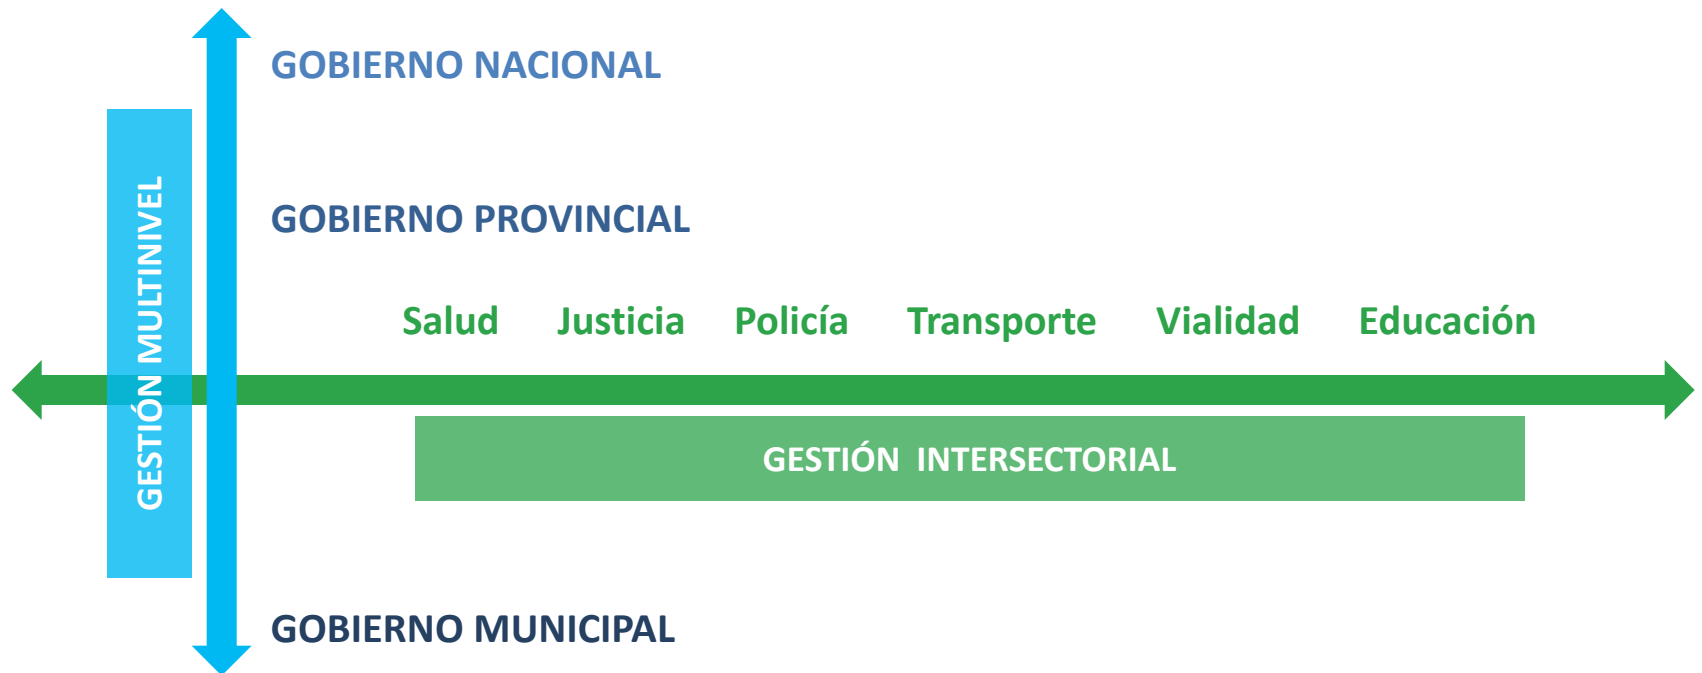 GOBIERNO NACIONAL
GESTIÓN MULTINIVEL
GOBIERNO PROVINCIAL
Salud Justicia Policía Transporte Vialidad Educación
GESTIÓN INTERSECTORIAL
GOBIERNO MUNICIPAL